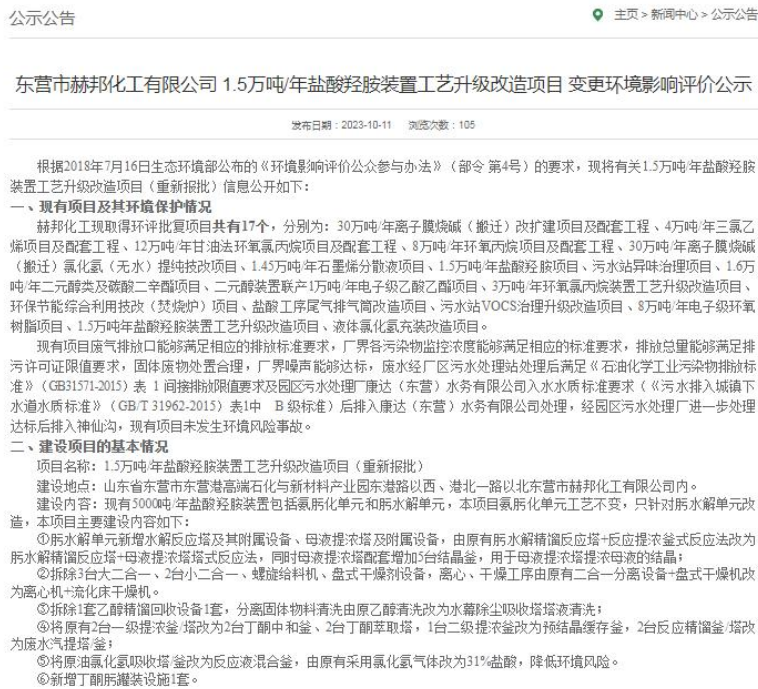 公示公告
主页 > 新闻中心 > 公示公告
东营市赫邦化工有限公司 1.5万吨/年盐酸羟胺装置工艺升级改造项目 变更环境影响评价公示
发布日期：2023-10-11 浏览次数：105
根据2018年7月16日生态环境部公布的《环境影响评价公众参与办法》（部令 第4号）的要求，现将有关1.5万吨/年盐酸羟胺
装置工艺升级改造项目（重新报批）信息公开如下：
一、现有项目及其环境保护情况
赫邦化工现取得环评批复项目共有17个，分别为：30万吨/年离子膜烧碱（搬迁）改扩建项目及配套工程、4万吨/年三氯乙
烯项目及配套工程、12万吨/年甘油法环氧氯丙烷项目及配套工程、8万吨/年环氧丙烷项目及配套工程、30万吨/年离子膜烧碱
（搬迁）氯化氢（无水）提纯技改项目、1.45万吨/年石墨烯分散液项目、1.5万吨/年盐酸羟胺项目、污水站异味治理项目、1.6万
吨/年二元醇类及碳酸二辛酯项目、二元醇装置联产1万吨/年电子级乙酸乙酯项目、3万吨/年环氧氯丙烷装置工艺升级改造项目、
环保节能综合利用技改（焚烧炉）项目、盐酸工序尾气排气筒改造项目、污水站VOCS治理升级改造项目、8万吨/年电子级环氧
树脂项目、1.5万吨/年盐酸羟胺装置工艺升级改造项目、液体氯化氢充装改造项目。
现有项目废气排放口能够满足相应的排放标准要求，厂界各污染物监控浓度能够满足相应的标准要求，排放总量能够满足排
污许可证限值要求，固体废物处置合理，厂界噪声能够达标，废水经厂区污水处理站处理后满足《石油化学工业污染物排放标
准》（GB31571-2015）表 1 间接排放限值要求及园区污水处理厂康达（东营）水务有限公司入水水质标准要求（《污水排入城镇下
水道水质标准》（GB/T 31962-2015）表1中 B 级标准）后排入康达（东营）水务有限公司处理，经园区污水处理厂进一步处理
达标后排入神仙沟，现有项目未发生环境风险事故。
二、建设项目的基本情况
项目名称：1.5万吨/年盐酸羟胺装置工艺升级改造项目（重新报批）
建设地点：山东省东营市东营港高端石化与新材料产业园东港路以西、港北一路以北东营市赫邦化工有限公司内。
建设内容：现有5000吨/年盐酸羟胺装置包括氨肟化单元和肟水解单元，本项目氨肟化单元工艺不变，只针对肟水解单元改
造，本项目主要建设内容如下：
①肟水解单元新增水解反应塔及其附属设备、母液提浓塔及附属设备，由原有肟水解精馏反应塔+反应提浓釜式反应法改为
肟水解精馏反应塔+母液提浓塔塔式反应法，同时母液提浓塔配套增加5台结晶釜，用于母液提浓塔提浓母液的结晶；
②拆除3台大二合一、2台小二合一、螺旋给料机、盘式干燥剂设备，离心、干燥工序由原有二合一分离设备+盘式干燥机改
为离心机+流化床干燥机。
③拆除1套乙醇精馏回收设备1套，分离固体物料清洗由原乙醇清洗改为水幕除尘吸收塔塔液清洗；
④将原有2台一级提浓釜/塔改为2台丁酮中和釜、2台丁酮萃取塔，1台二级提浓釜改为预结晶缓存釜，2台反应精馏釜/塔改
为废水汽提塔/釜；
⑤将原油氯化氢吸收塔/釜改为反应液混合釜，由原有采用氯化氢气体改为31%盐酸，降低环境风险。
⑥新增丁酮肟罐装设施1套。